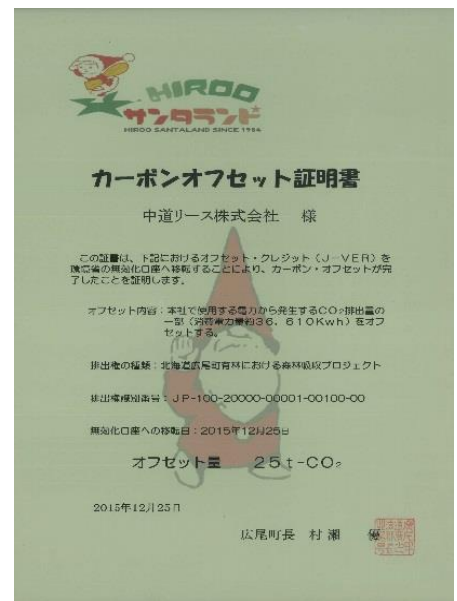 HIROO
サンタランド
HIROO SANTALAND SINCE 1984
カーボンオフセット証明書
中道リース株式会社 様
この証書は、下記におけるオフセット・クレジット（J－VER）を
環境省の無効化口座へ移転することにより、カーボン・オフセットが完
了したことを証明します。
オフセット内容：本社で使用する電力から発生するCO₂排出量の
一部（消費電力量約36，610Kwh）をオフ
セットする。
排出権の種類：北海道広尾町有林における森林吸収プロジェクト
排出権識別番号：JP-100-20000-00001-00100-00
無効化口座への移転日：2015年12月25日
オフセット量 25t-CO₂
2015年12月25日
広尾町長 村瀬 優